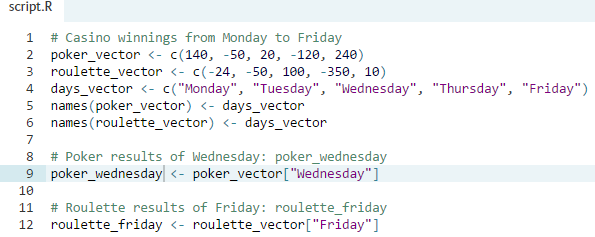 script.R
1 # Casino winnings from Monday to Friday
2 poker_vector <- c(140, -50, 20, -120, 240)
3 roulette_vector <- c(-24, -50, 100, -350, 10)
4 days_vector <- c("Monday", "Tuesday", "Wednesday", "Thursday", "Friday")
5 names(poker_vector) <- days_vector
6 names(roulette_vector) <- days_vector
7
8 # Poker results of Wednesday: poker_wednesday
9 poker_wednesday <- poker_vector["Wednesday"]
10
11 # Roulette results of Friday: roulette_friday
12 roulette_friday <- roulette_vector["Friday"]